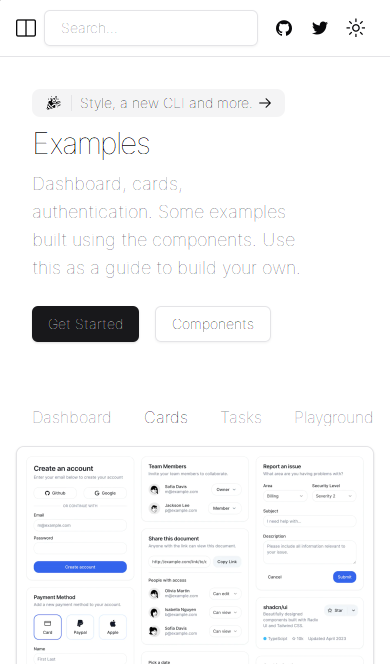 Search...
Style, a new CLI and more.
Examples
Dashboard, cards,
authentication. Some examples
built using the components. Use
this as a guide to build your own.
Get Started
Components
Dashboard Cards Tasks Playground
Create an account
Enter your email below to create your account
Github
Google
OR CONTINUE WITH
Email
m@example.com
Password
Create account
Payment Method
Add a new payment method to your account.
Card
Paypal
Apple
Name
First Last
Team Members
Invite your team members to collaborate.
Sofia Davis
m@example.com
Owner
Jackson Lee
p@example.com
Member
Share this document
Anyone with the link can view this document.
http://example.com/link/to/
Copy Link
People with access
Olivia Martin
m@example.com
Can edit
Isabella Nguyen
b@example.com
Can view
Sofia Davis
p@example.com
Can view
Pick a date
Report an issue
What area are you having problems with?
Area
Security Level
Billing
Severity 2
Subject
I need help with...
Description
Please include all information relevant to
your issue.
Cancel
Submit
shadcn/ui
Beautifully designed
components built with Radix
UI and Tailwind CSS.
Star
TypeScript
Updated April 2023